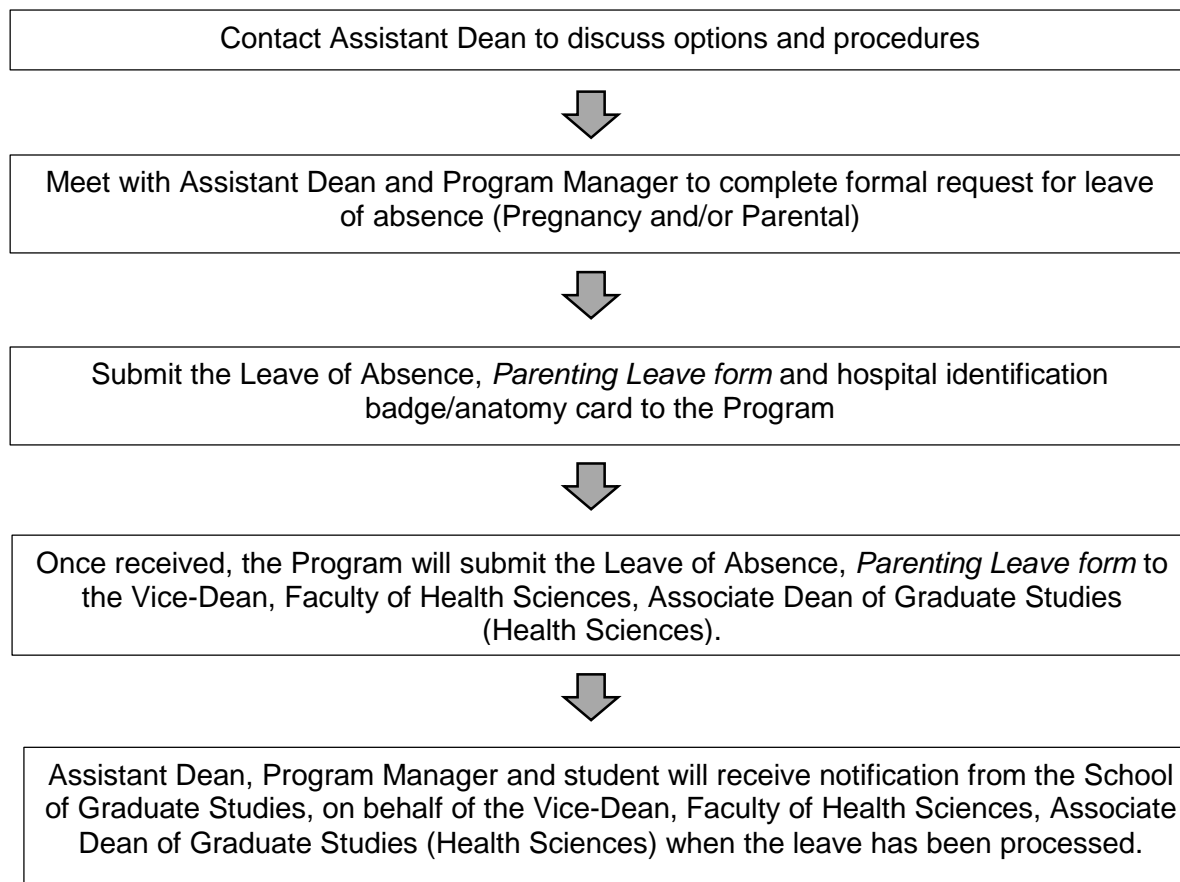 Contact Assistant Dean to discuss options and procedures
Meet with Assistant Dean and Program Manager to complete formal request for leave
of absence (Pregnancy and/or Parental)
Submit the Leave of Absence, Parenting Leave form and hospital identification
badge/anatomy card to the Program
Once received, the Program will submit the Leave of Absence, Parenting Leave form to
the Vice-Dean, Faculty of Health Sciences, Associate Dean of Graduate Studies
(Health Sciences).
Assistant Dean, Program Manager and student will receive notification from the School
of Graduate Studies, on behalf of the Vice-Dean, Faculty of Health Sciences, Associate
Dean of Graduate Studies (Health Sciences) when the leave has been processed.